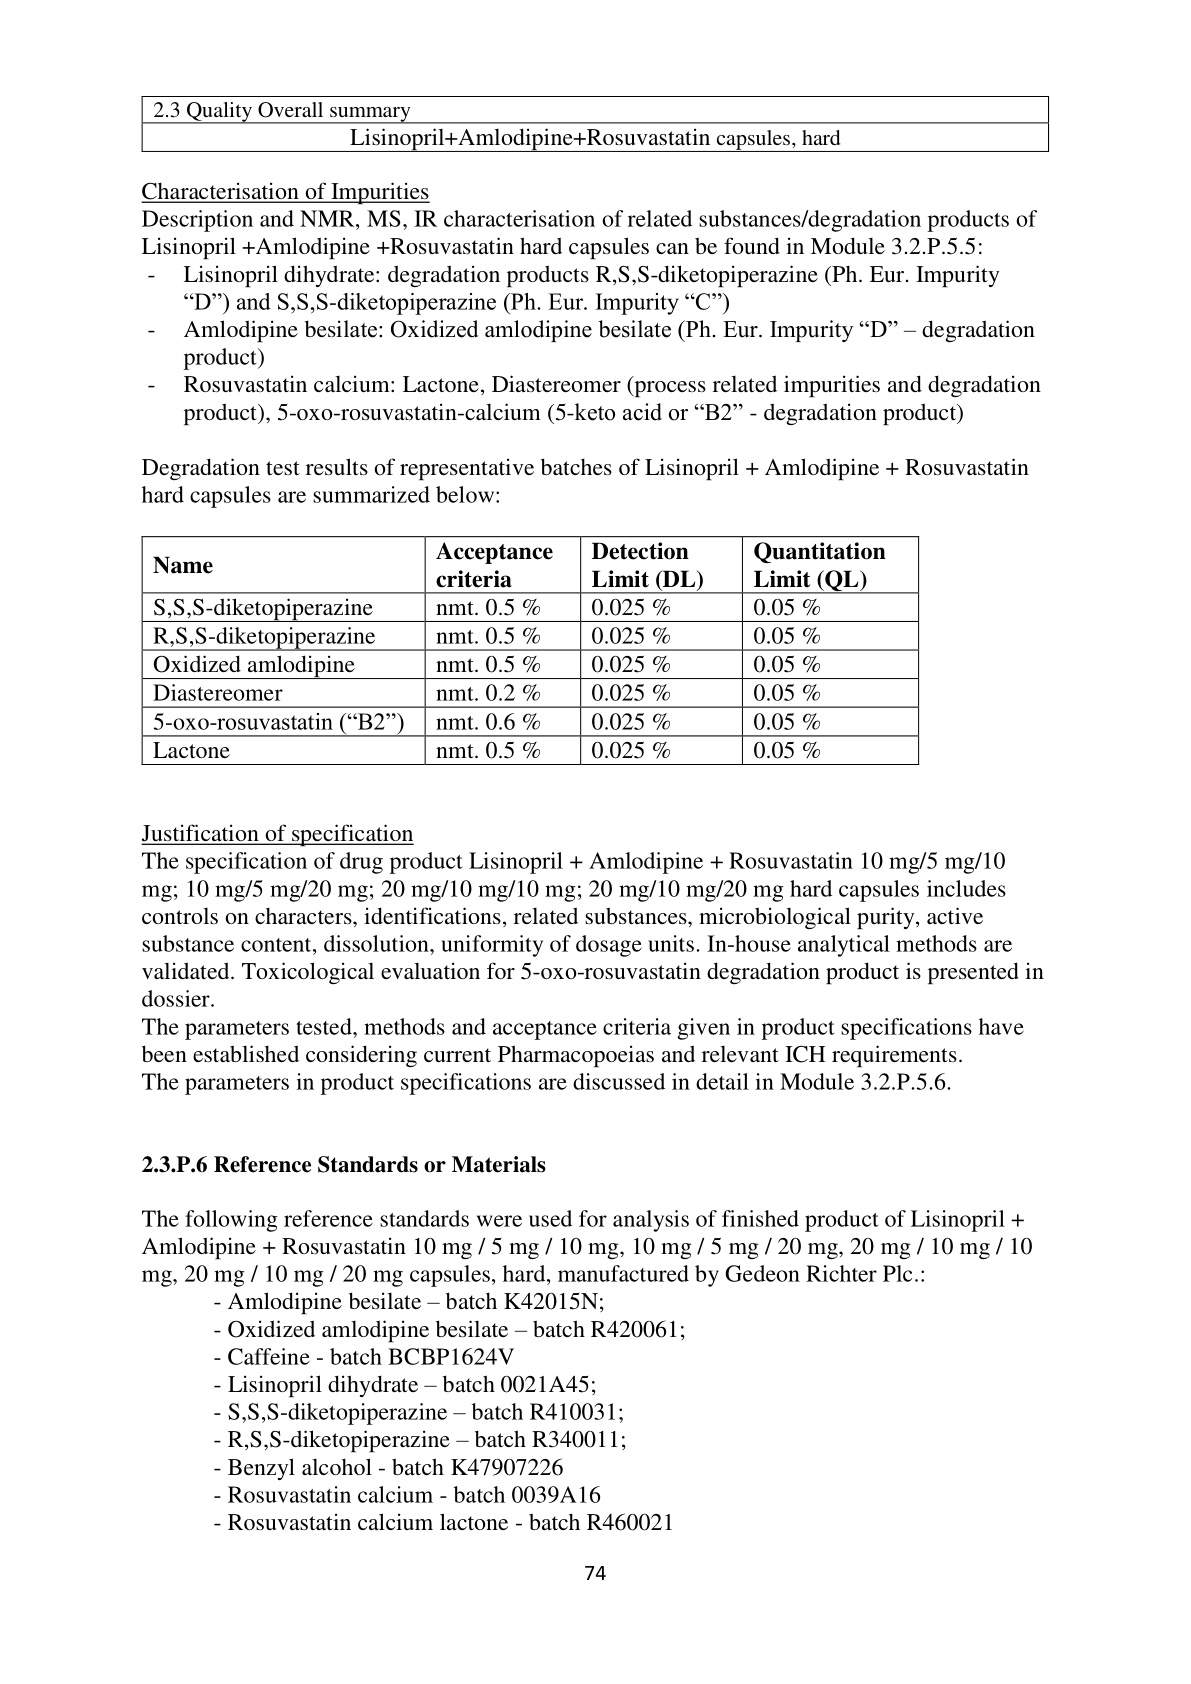 2.3 Quality Overall summary
Lisinopril+Amlodipine+Rosuvastatin capsules, hard
Characterisation of Impurities
Description and NMR, MS, IR characterisation of related substances/degradation products of
Lisinopril +Amlodipine +Rosuvastatin hard capsules can be found in Module 3.2.P.5.5:
- Lisinopril dihydrate: degradation products R,S,S-diketopiperazine (Ph. Eur. Impurity
“D”) and S,S,S-diketopiperazine (Ph. Eur. Impurity “C”)
- Amlodipine besilate: Oxidized amlodipine besilate (Ph. Eur. Impurity “D” – degradation
product)
- Rosuvastatin calcium: Lactone, Diastereomer (process related impurities and degradation
product), 5-oxo-rosuvastatin-calcium (5-keto acid or “B2” - degradation product)
Degradation test results of representative batches of Lisinopril + Amlodipine + Rosuvastatin
hard capsules are summarized below:
Name Acceptance criteria Detection Limit (DL) Quantitation Limit (QL)
S,S,S-diketopiperazine nmt. 0.5 % 0.025 % 0.05 %
R,S,S-diketopiperazine nmt. 0.5 % 0.025 % 0.05 %
Oxidized amlodipine nmt. 0.5 % 0.025 % 0.05 %
Diastereomer nmt. 0.2 % 0.025 % 0.05 %
5-oxo-rosuvastatin (“B2”) nmt. 0.6 % 0.025 % 0.05 %
Lactone nmt. 0.5 % 0.025 % 0.05 %
Justification of specification
The specification of drug product Lisinopril + Amlodipine + Rosuvastatin 10 mg/5 mg/10
mg; 10 mg/5 mg/20 mg; 20 mg/10 mg/10 mg; 20 mg/10 mg/20 mg hard capsules includes
controls on characters, identifications, related substances, microbiological purity, active
substance content, dissolution, uniformity of dosage units. In-house analytical methods are
validated. Toxicological evaluation for 5-oxo-rosuvastatin degradation product is presented in
dossier.
The parameters tested, methods and acceptance criteria given in product specifications have
been established considering current Pharmacopoeias and relevant ICH requirements.
The parameters in product specifications are discussed in detail in Module 3.2.P.5.6.
2.3.P.6 Reference Standards or Materials
The following reference standards were used for analysis of finished product of Lisinopril +
Amlodipine + Rosuvastatin 10 mg / 5 mg / 10 mg, 10 mg / 5 mg / 20 mg, 20 mg / 10 mg / 10
mg, 20 mg / 10 mg / 20 mg capsules, hard, manufactured by Gedeon Richter Plc.:
- Amlodipine besilate – batch K42015N;
- Oxidized amlodipine besilate – batch R420061;
- Caffeine - batch BCBP1624V
- Lisinopril dihydrate – batch 0021A45;
- S,S,S-diketopiperazine – batch R410031;
- R,S,S-diketopiperazine – batch R340011;
- Benzyl alcohol - batch K47907226
- Rosuvastatin calcium - batch 0039A16
- Rosuvastatin calcium lactone - batch R460021
74